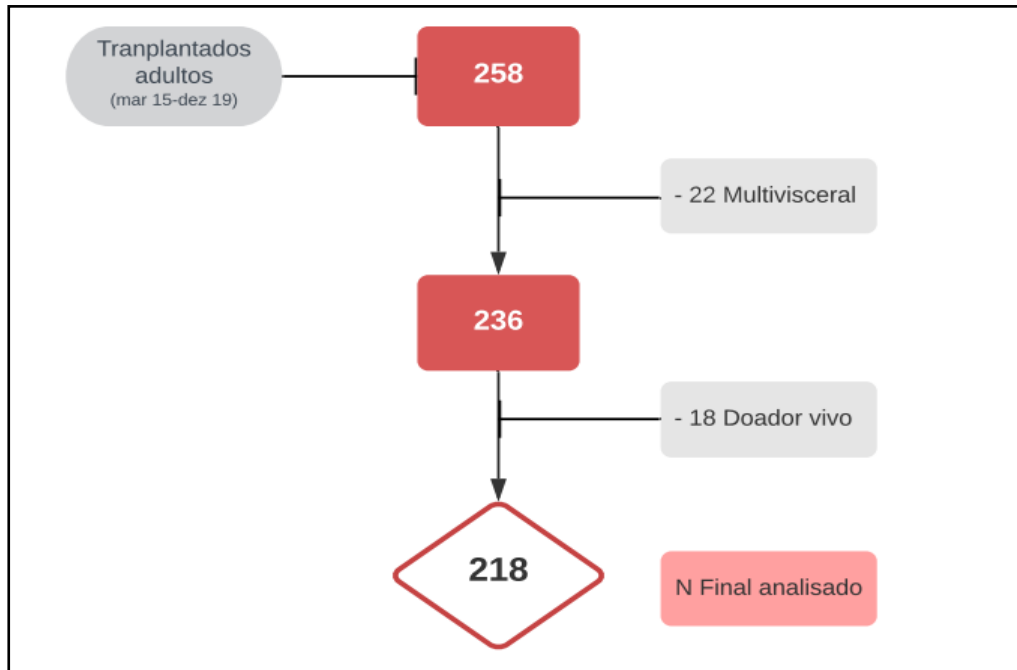 Tranplantados
adultos
(mar 15-dez 19)
258
- 22 Multivisceral
236
- 18 Doador vivo
218
N Final analisado